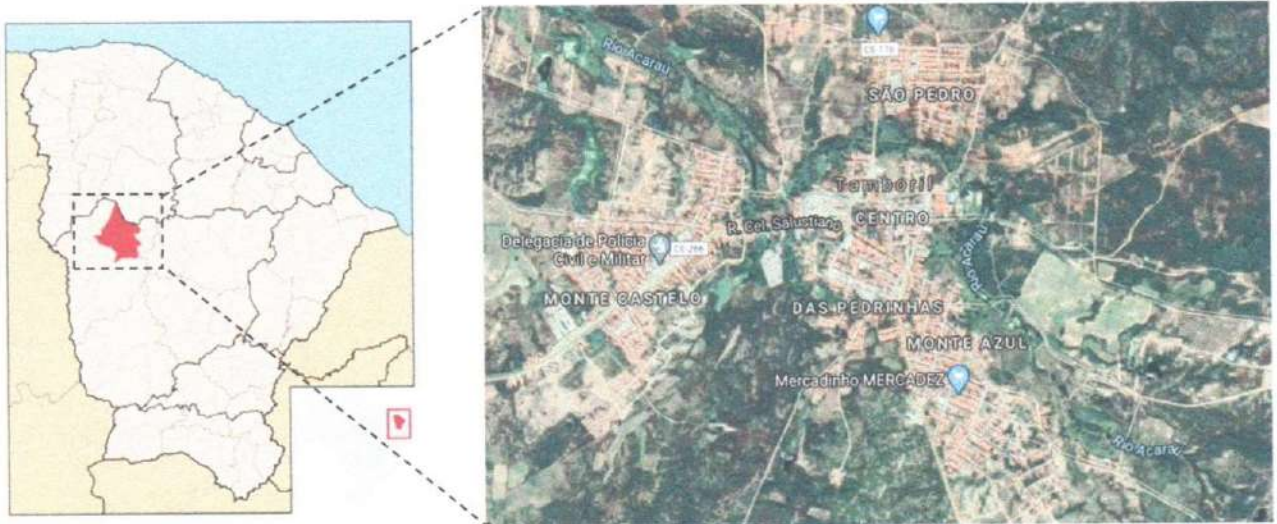 Rio Acaraú
CE-176
SÃO PEDRO
Tamboril
CENTRO
R. Cel. Salustiano
Delegacia de Polícia
Civil e Militar
CE-266
Rio Acaraú
MONTE CASTELO
DAS PEDRINHAS
MONTE AZUL
Mercadinho MERCADEZ
Rio Acaraú